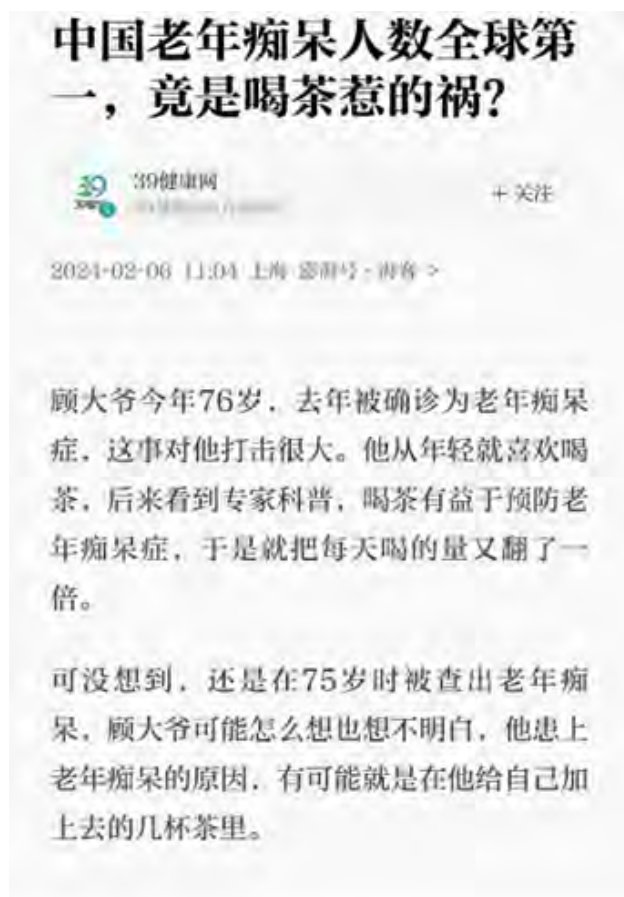 中国老年痴呆人数全球第
一，竟是喝茶惹的祸？
39健康网
+ 关注
2024-02-06 11:04 上海 澎湃号·湃客 >
顾大爷今年76岁，去年被确诊为老年痴呆
症，这事对他打击很大。他从年轻就喜欢喝
茶，后来看到专家科普，喝茶有益于预防老
年痴呆症，于是就把每天喝的量又翻了一
倍。
可没想到，还是在75岁时被查出老年痴
呆，顾大爷可能怎么想也想不明白，他患上
老年痴呆的原因，有可能就是在他给自己加
上去的几杯茶里。